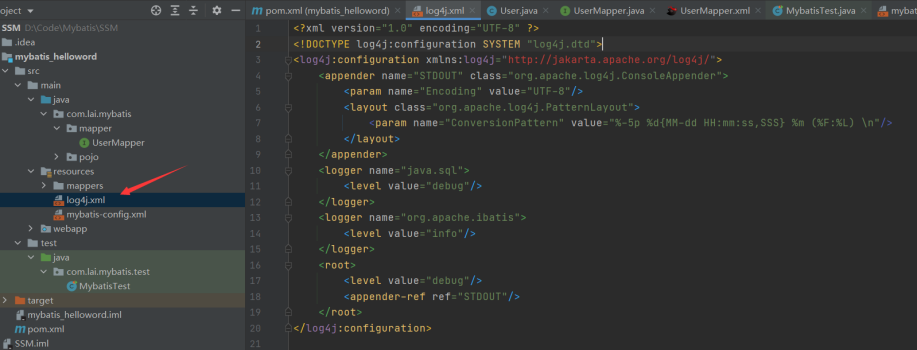 oject
SSM D:\Code\Mybatis\SSM
.idea
mybatis_helloword
src
main
java
com.lai.mybatis
mapper
UserMapper
pojo
resources
mappers
log4j.xml
mybatis-config.xml
webapp
test
java
com.lai.mybatis.test
MybatisTest
target
mybatis_helloword.iml
pom.xml
SSM.iml
pom.xml (mybatis_helloword) log4j.xml User.java UserMapper.java UserMapper.xml MybatisTest.java mybatis
1 <?xml version="1.0" encoding="UTF-8" ?>
2 <!DOCTYPE log4j:configuration SYSTEM "log4j.dtd">
3 <log4j:configuration xmlns:log4j="http://jakarta.apache.org/log4j/">
4 <appender name="STDOUT" class="org.apache.log4j.ConsoleAppender">
5 <param name="Encoding" value="UTF-8"/>
6 <layout class="org.apache.log4j.PatternLayout">
7 <param name="ConversionPattern" value="%-5p %d{MM-dd HH:mm:ss,SSS} %m (%F:%L) \n"/>
8 </layout>
9 </appender>
10 <logger name="java.sql">
11 <level value="debug"/>
12 </logger>
13 <logger name="org.apache.ibatis">
14 <level value="info"/>
15 </logger>
16 <root>
17 <level value="debug"/>
18 <appender-ref ref="STDOUT"/>
19 </root>
20 </log4j:configuration>
21